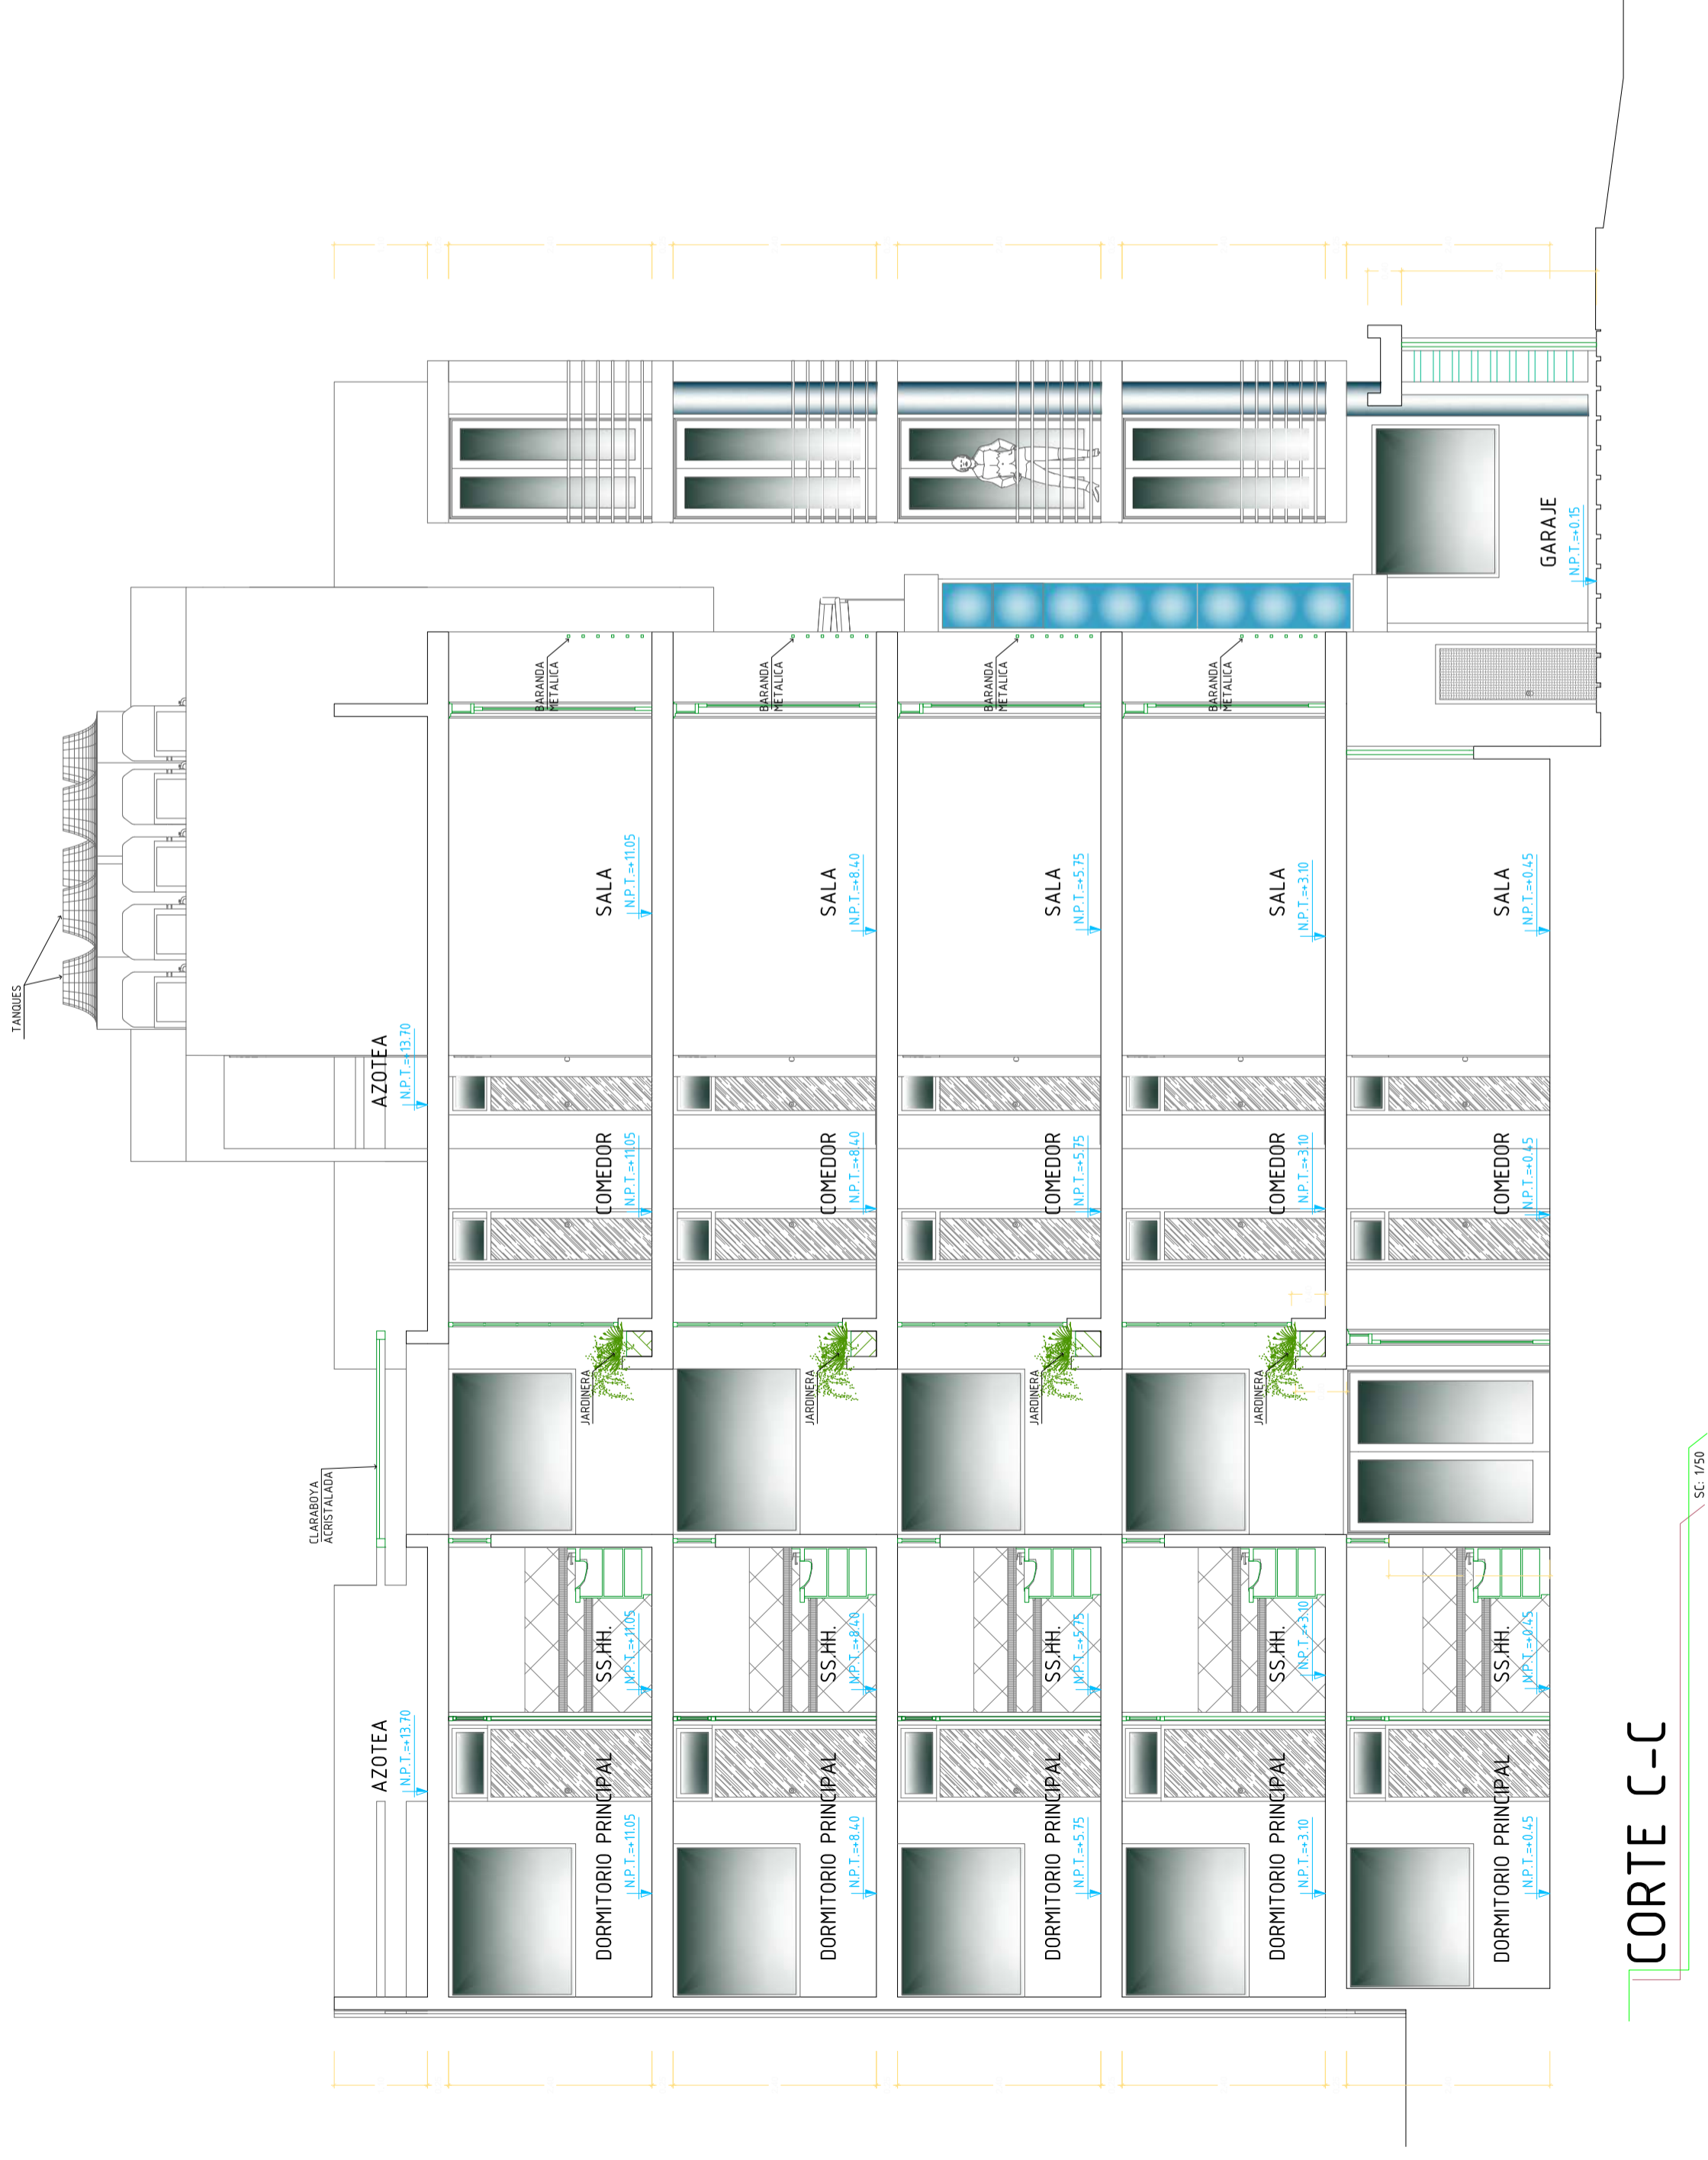 TANQUES
CLARABOYA
ACRISTALADA
AZOTEA
N.P.T.=+13.70
AZOTEA
N.P.T.=+13.70
DORMITORIO PRINCIPAL
N.P.T.=+11.05
SS.HH.
N.P.T.=+11.05
JARDINERA
COMEDOR
N.P.T.=+11.05
SALA
N.P.T.=+11.05
BARANDA
METALICA
DORMITORIO PRINCIPAL
N.P.T.=+8.40
SS.HH.
N.P.T.=+8.40
JARDINERA
COMEDOR
N.P.T.=+8.40
SALA
N.P.T.=+8.40
BARANDA
METALICA
DORMITORIO PRINCIPAL
N.P.T.=+5.75
SS.HH.
N.P.T.=+5.75
JARDINERA
COMEDOR
N.P.T.=+5.75
SALA
N.P.T.=+5.75
BARANDA
METALICA
DORMITORIO PRINCIPAL
N.P.T.=+3.10
SS.HH.
N.P.T.=+3.10
JARDINERA
COMEDOR
N.P.T.=+3.10
SALA
N.P.T.=+3.10
BARANDA
METALICA
DORMITORIO PRINCIPAL
N.P.T.=+0.45
SS.HH.
N.P.T.=+0.45
COMEDOR
N.P.T.=+0.45
SALA
N.P.T.=+0.45
GARAJE
N.P.T.=+0.15
CORTE C-C
SC: 1/50